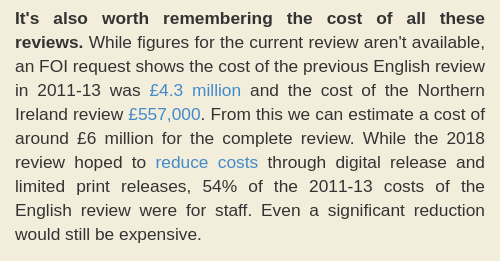 It's also worth remembering the cost of all these
reviews. While figures for the current review aren't available,
an FOI request shows the cost of the previous English review
in 2011-13 was £4.3 million and the cost of the Northern
Ireland review £557,000. From this we can estimate a cost of
around £6 million for the complete review. While the 2018
review hoped to reduce costs through digital release and
limited print releases, 54% of the 2011-13 costs of the
English review were for staff. Even a significant reduction
would still be expensive.